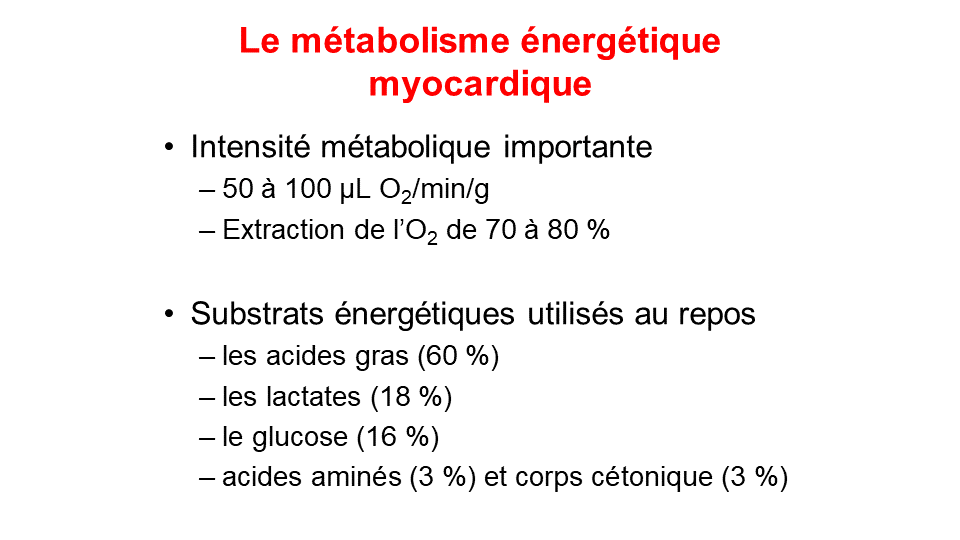 Le métabolisme énergétique
myocardique
• Intensité métabolique importante
– 50 à 100 µL O₂/min/g
– Extraction de l’O₂ de 70 à 80 %
• Substrats énergétiques utilisés au repos
– les acides gras (60 %)
– les lactates (18 %)
– le glucose (16 %)
– acides aminés (3 %) et corps cétonique (3 %)